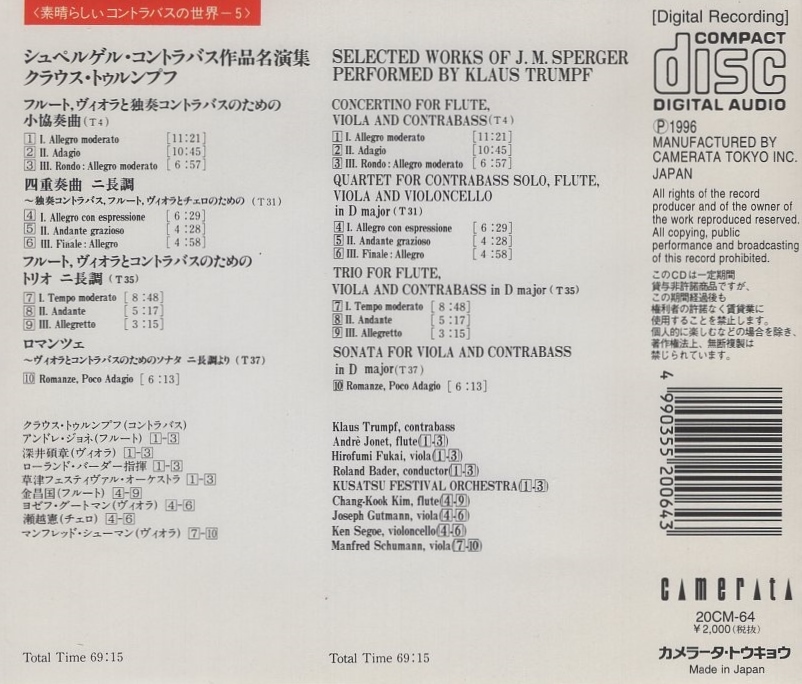 〈素晴らしいコントラバスの世界－5〉
シュペルゲル・コントラバス作品名演集
クラウス・トゥルンプフ
フルート,ヴィオラと独奏コントラバスのための
小協奏曲(T4)
1 I. Allegro moderato [11:21]
2 II. Adagio [10:45]
3 III. Rondo: Allegro moderato [6:57]
四重奏曲 ニ長調
〜独奏コントラバス,フルート,ヴィオラとチェロのための (T31)
4 I. Allegro con espressione [6:29]
5 II. Andante grazioso [4:28]
6 III. Finale: Allegro [4:58]
フルート,ヴィオラとコントラバスのための
トリオ ニ長調 (T35)
7 I. Tempo moderato [8:48]
8 II. Andante [5:17]
9 III. Allegretto [3:15]
ロマンツェ
〜ヴィオラとコントラバスのためのソナタ ニ長調より (T37)
10 Romanze, Poco Adagio [6:13]
クラウス・トゥルンプフ(コントラバス)
アンドレ・ジョネ(フルート) 1-3
深井碩章(ヴィオラ) 1-3
ローランド・バーダー指揮 1-3
草津フェスティヴァル・オーケストラ 1-3
金昌国(フルート) 4-9
ヨゼフ・グートマン(ヴィオラ) 4-6
瀬越憲(チェロ) 4-6
マンフレッド・シューマン(ヴィオラ) 7-10
Total Time 69:15
SELECTED WORKS OF J. M. SPERGER
PERFORMED BY KLAUS TRUMPF
CONCERTINO FOR FLUTE,
VIOLA AND CONTRABASS(T4)
1 I. Allegro moderato [11:21]
2 II. Adagio [10:45]
3 III. Rondo: Allegro moderato [6:57]
QUARTET FOR CONTRABASS SOLO, FLUTE,
VIOLA AND VIOLONCELLO
in D major (T31)
4 I. Allegro con espressione [6:29]
5 II. Andante grazioso [4:28]
6 III. Finale: Allegro [4:58]
TRIO FOR FLUTE,
VIOLA AND CONTRABASS in D major (T35)
7 I. Tempo moderato [8:48]
8 II. Andante [5:17]
9 III. Allegretto [3:15]
SONATA FOR VIOLA AND CONTRABASS
in D major(T37)
10 Romanze, Poco Adagio [6:13]
Klaus Trumpf, contrabass
Andrè Jonet, flute(1-3)
Hirofumi Fukai, viola(1-3)
Roland Bader, conductor(1-3)
KUSATSU FESTIVAL ORCHESTRA(1-3)
Chang-Kook Kim, flute(4-9)
Joseph Gutmann, viola(4-6)
Ken Segoe, violoncello(4-6)
Manfred Schumann, viola(7-10)
Total Time 69:15
[Digital Recording]
COMPACT
disc
DIGITAL AUDIO
Ⓟ1996
MANUFACTURED BY
CAMERATA TOKYO INC.
JAPAN
All rights of the record
producer and of the owner of
the work reproduced reserved.
All copying, public
performance and broadcasting
of this record prohibited.
このCDは一定期間
貸与非許諾商品ですが、
この期間経過後も
権利者の許諾なく賃貸業に
使用することを禁止します。
個人的に楽しむなどの場合を除き、
著作権法上、無断複製は
禁じられています。
4 990355 200643
camerata
20CM-64
￥2,000(税抜)
カメラータ・トウキョウ
Made in Japan